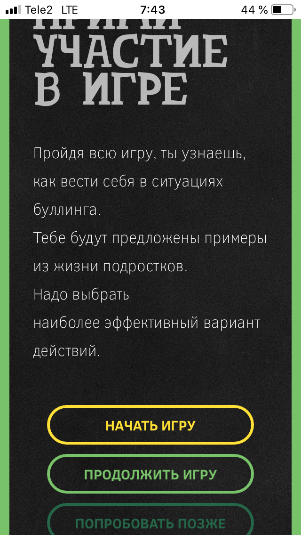 Tele2 LTE 7:43 44 %
ПРИМИ
УЧАСТИЕ
В ИГРЕ
Пройдя всю игру, ты узнаешь,
как вести себя в ситуациях
буллинга.
Тебе будут предложены примеры
из жизни подростков.
Надо выбрать
наиболее эффективный вариант
действий.
НАЧАТЬ ИГРУ
ПРОДОЛЖИТЬ ИГРУ
ПОПРОБОВАТЬ ПОЗЖЕ